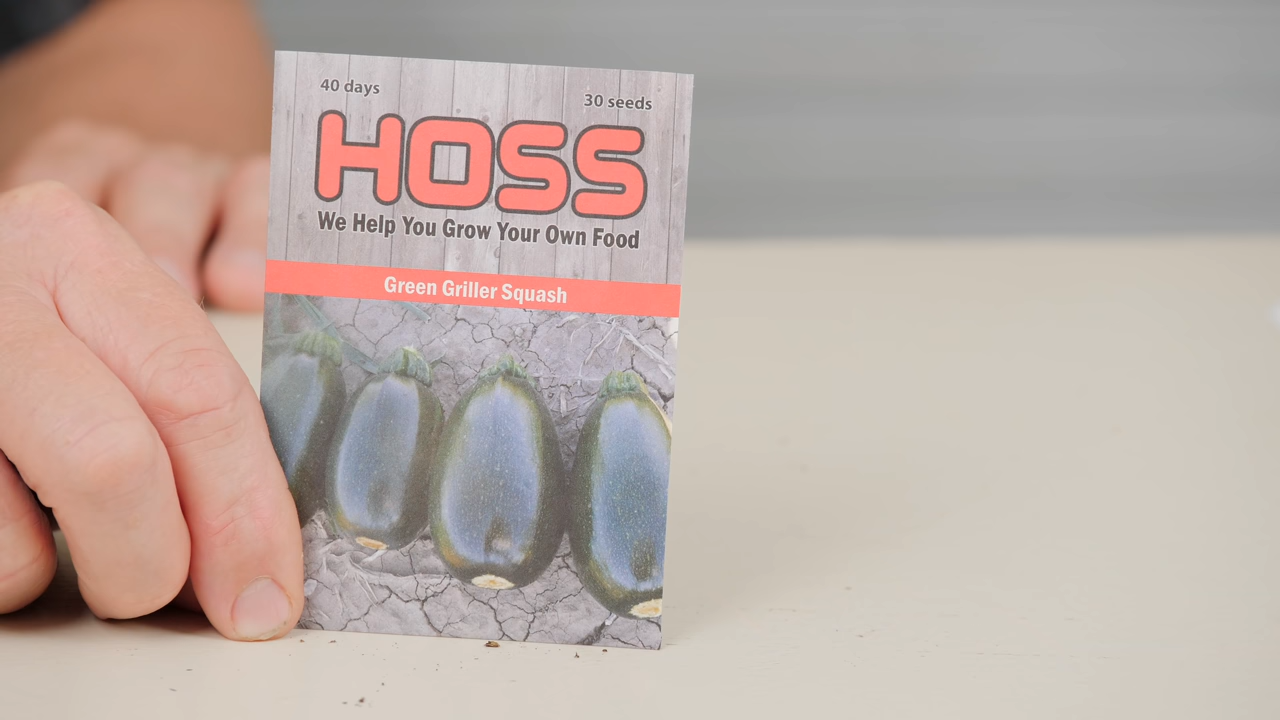 40 days
30 seeds
HOSS
We Help You Grow Your Own Food
Green Griller Squash